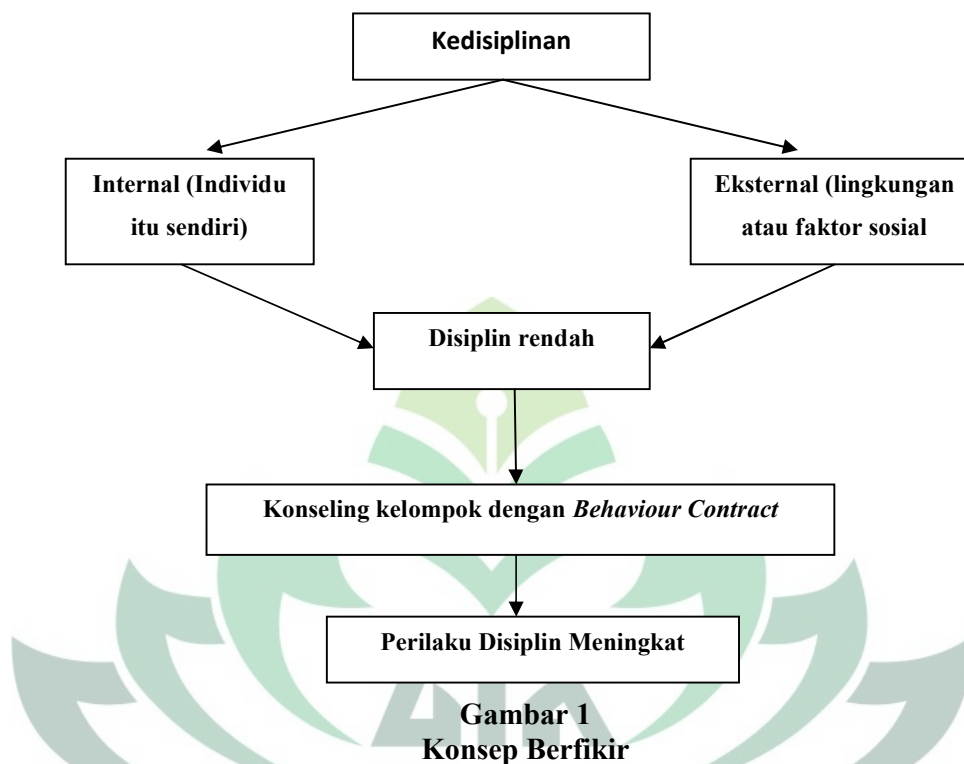 Kedisiplinan
Internal (Individu
itu sendiri)
Eksternal (lingkungan
atau faktor sosial
Disiplin rendah
Konseling kelompok dengan Behaviour Contract
Perilaku Disiplin Meningkat
Gambar 1
Konsep Berfikir